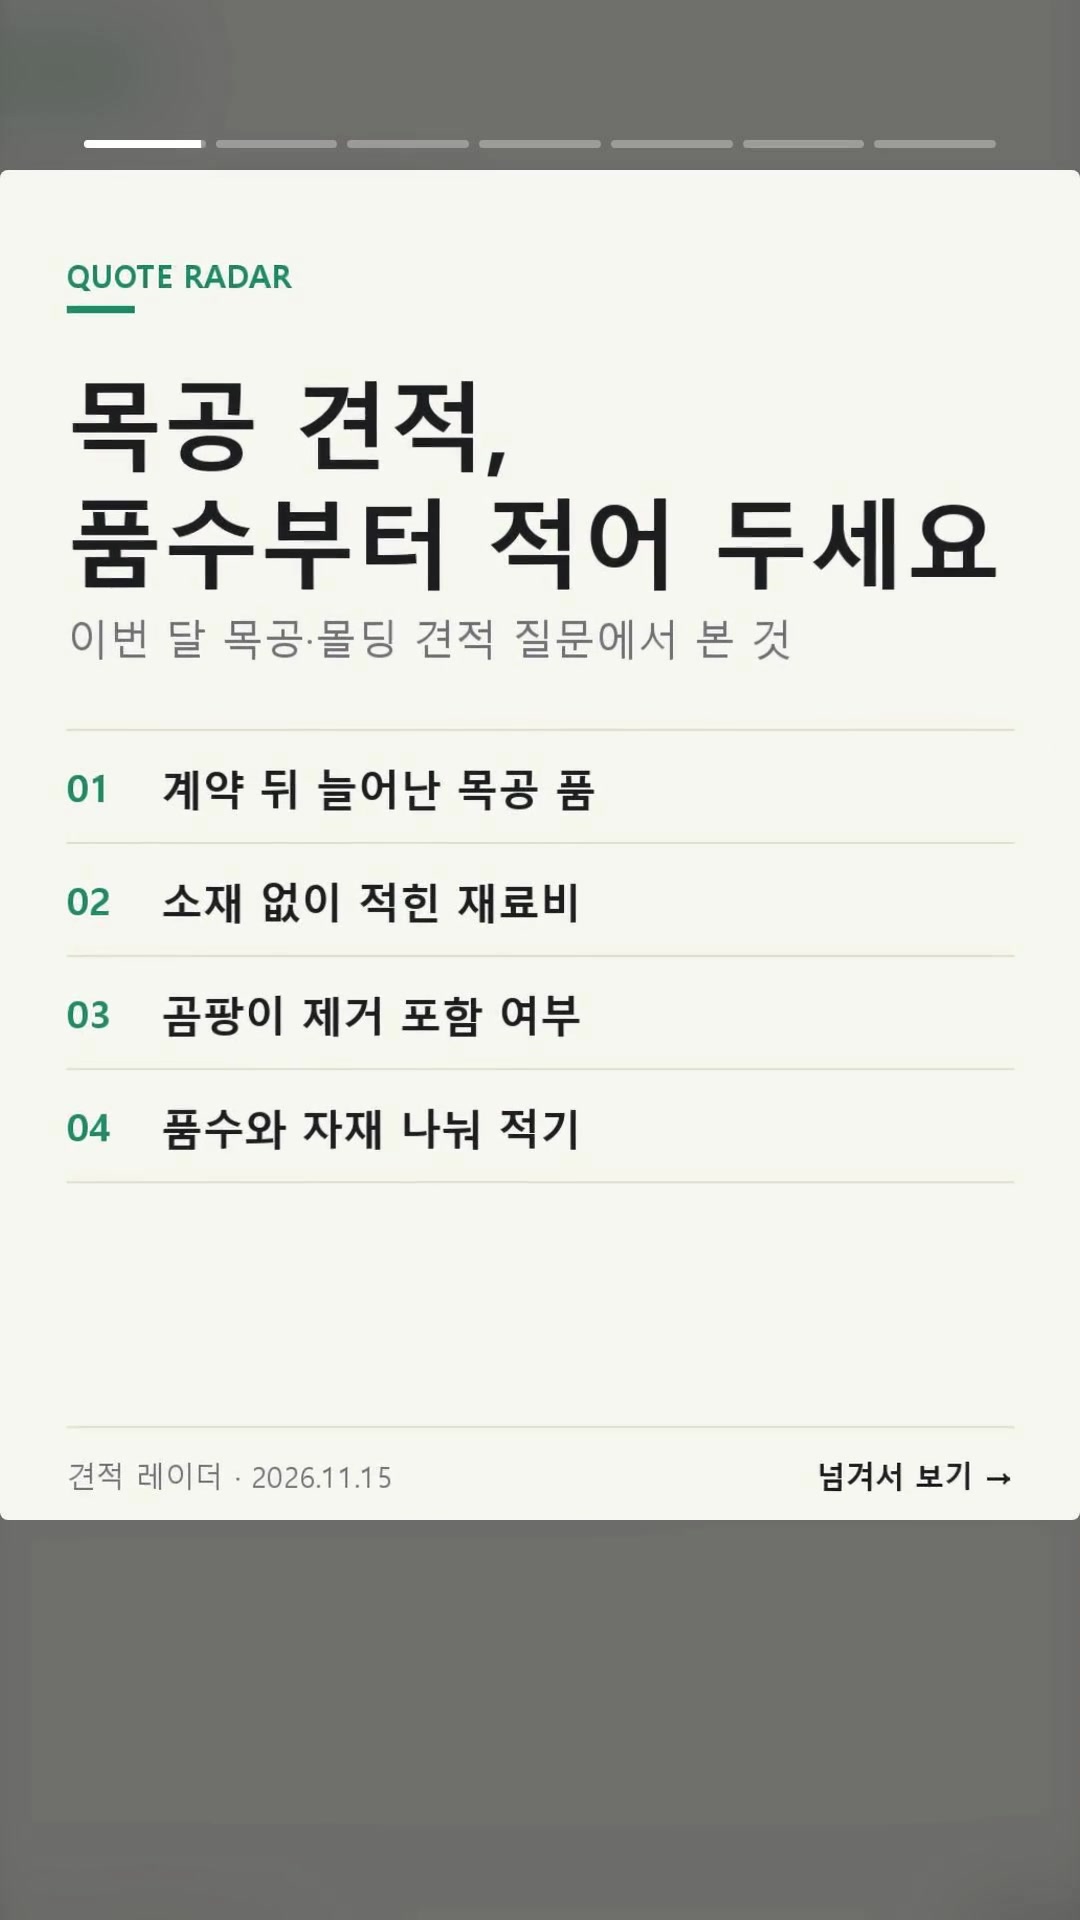 QUOTE RADAR
목공 견적,
품수부터 적어 두세요
이번 달 목공·몰딩 견적 질문에서 본 것
01 계약 뒤 늘어난 목공 품
02 소재 없이 적힌 재료비
03 곰팡이 제거 포함 여부
04 품수와 자재 나눠 적기
견적 레이더 · 2026.11.15
넘겨서 보기 →